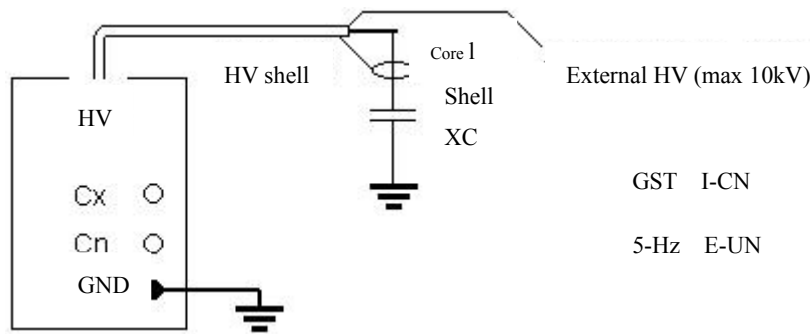 HV shell
Core l
External HV (max 10kV)
HV
Shell
XC
Cx
GST I-CN
Cn
5-Hz E-UN
GND